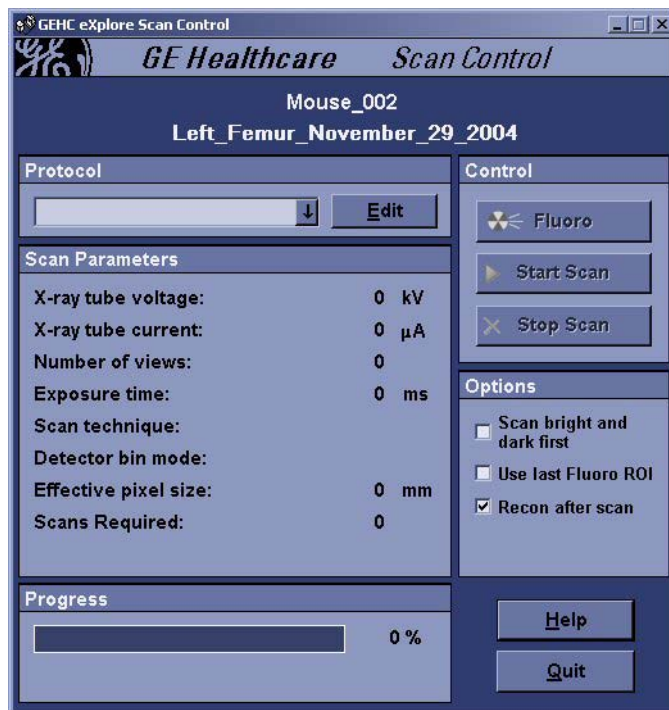 GEHC eXplore Scan Control
GE Healthcare Scan Control
Mouse_002
Left_Femur_November_29_2004
Protocol
Edit
Scan Parameters
X-ray tube voltage: 0 kV
X-ray tube current: 0 µA
Number of views: 0
Exposure time: 0 ms
Scan technique:
Detector bin mode:
Effective pixel size: 0 mm
Scans Required: 0
Progress
0 %
Control
Fluoro
Start Scan
Stop Scan
Options
Scan bright and
dark first
Use last Fluoro ROI
Recon after scan
Help
Quit